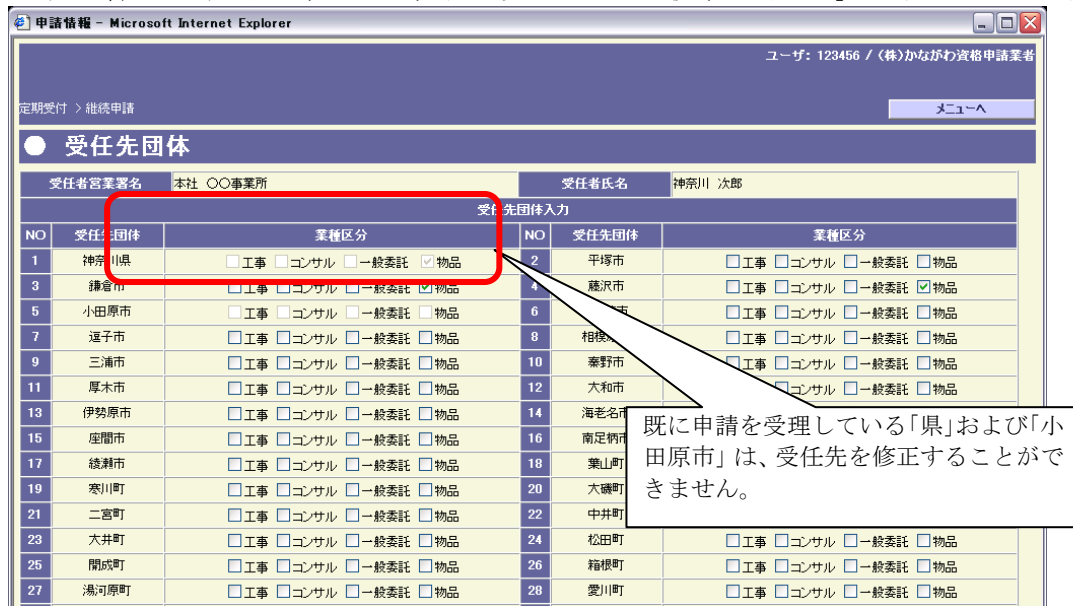 申請情報 - Microsoft Internet Explorer
ユーザ: 123456 / (株)かながわ資格申請業者
定期受付 > 継続申請
メニューへ
● 受任先団体
受任者営業署名 本社 〇〇事業所 受任者氏名 神奈川 次郎
受任先団体入力
NO 受任先団体 業種区分 NO 受任先団体 業種区分
1 神奈川県 工事 コンサル 一般委託 物品 2 平塚市 工事 コンサル 一般委託 物品
3 鎌倉市 工事 コンサル 一般委託 物品 4 藤沢市 工事 コンサル 一般委託 物品
5 小田原市 工事 コンサル 一般委託 物品 6 市 工事 コンサル 一般委託 物品
7 逗子市 工事 コンサル 一般委託 物品 8 相模 工事 コンサル 一般委託 物品
9 三浦市 工事 コンサル 一般委託 物品 10 秦野市 工事 コンサル 一般委託 物品
11 厚木市 工事 コンサル 一般委託 物品 12 大和市 コンサル 一般委託 物品
13 伊勢原市 工事 コンサル 一般委託 物品 14 海老名市
15 座間市 工事 コンサル 一般委託 物品 16 南足柄市
17 綾瀬市 工事 コンサル 一般委託 物品 18 葉山町
19 寒川町 工事 コンサル 一般委託 物品 20 大磯町
21 二宮町 工事 コンサル 一般委託 物品 22 中井町
23 大井町 工事 コンサル 一般委託 物品 24 松田町 工事 コンサル 一般委託 物品
25 開成町 工事 コンサル 一般委託 物品 26 箱根町 工事 コンサル 一般委託 物品
27 湯河原町 工事 コンサル 一般委託 物品 28 愛川町 工事 コンサル 一般委託 物品
既に申請を受理している「県」および「小
田原市」は、受任先を修正することがで
きません。